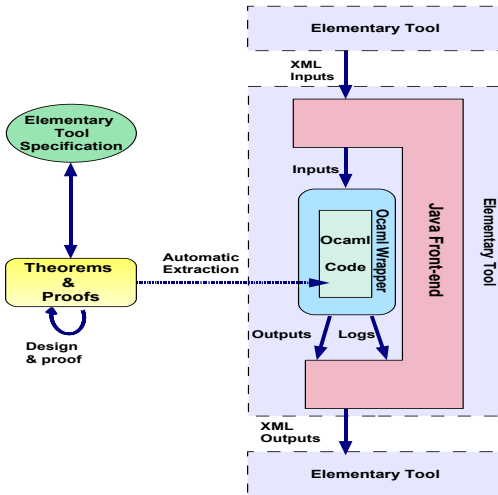 Elementary Tool
XML
Inputs
Elementary
Tool
Specification
Inputs
Ocaml Wrapper
Java Front-end
Elementary Tool
Ocaml
Code
Automatic
Extraction
Theorems
&
Proofs
Design
& proof
Outputs
Logs
XML
Outputs
Elementary Tool